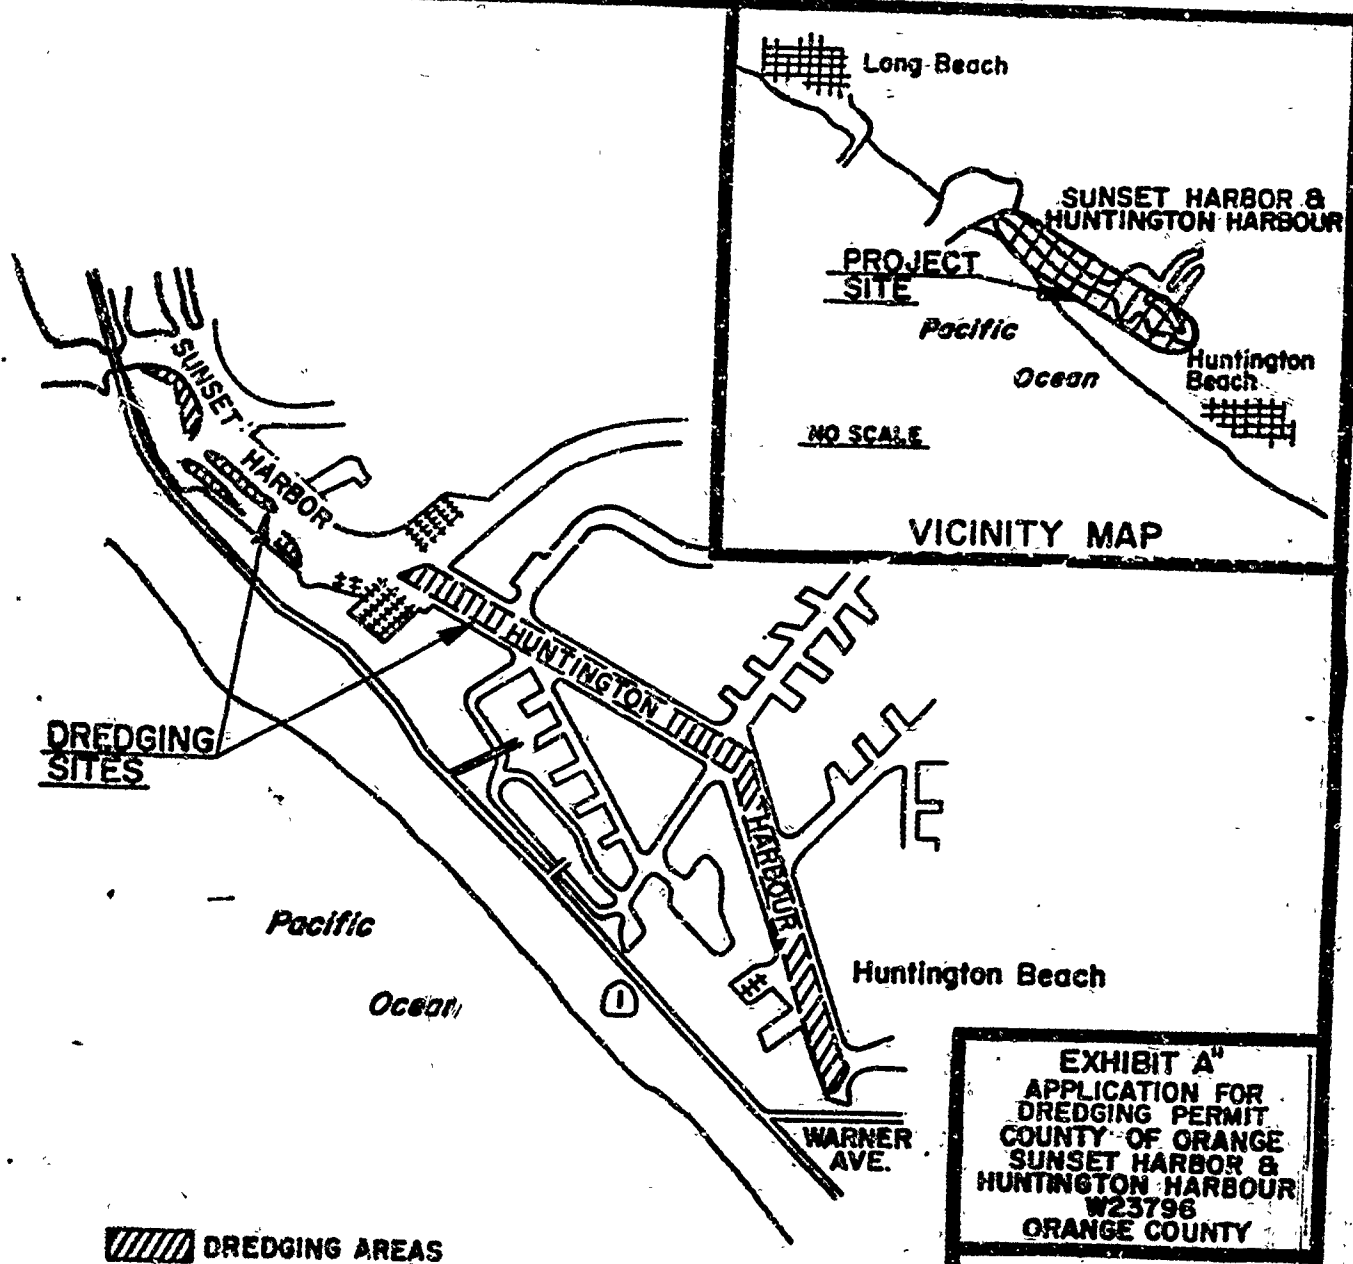 Long Beach
SUNSET HARBOR &
HUNTINGTON HARBOUR
PROJECT
SITE
Pacific
Ocean
Huntington
Beach
NO SCALE
VICINITY MAP
SUNSET
HARBOR
HUNTINGTON
HARBOUR
DREDGING
SITES
Pacific
Ocean
1
Huntington Beach
WARNER
AVE.
EXHIBIT A"
APPLICATION FOR
DREDGING PERMIT
COUNTY OF ORANGE
SUNSET HARBOR &
HUNTINGTON HARBOUR
W23796
ORANGE COUNTY
DREDGING AREAS